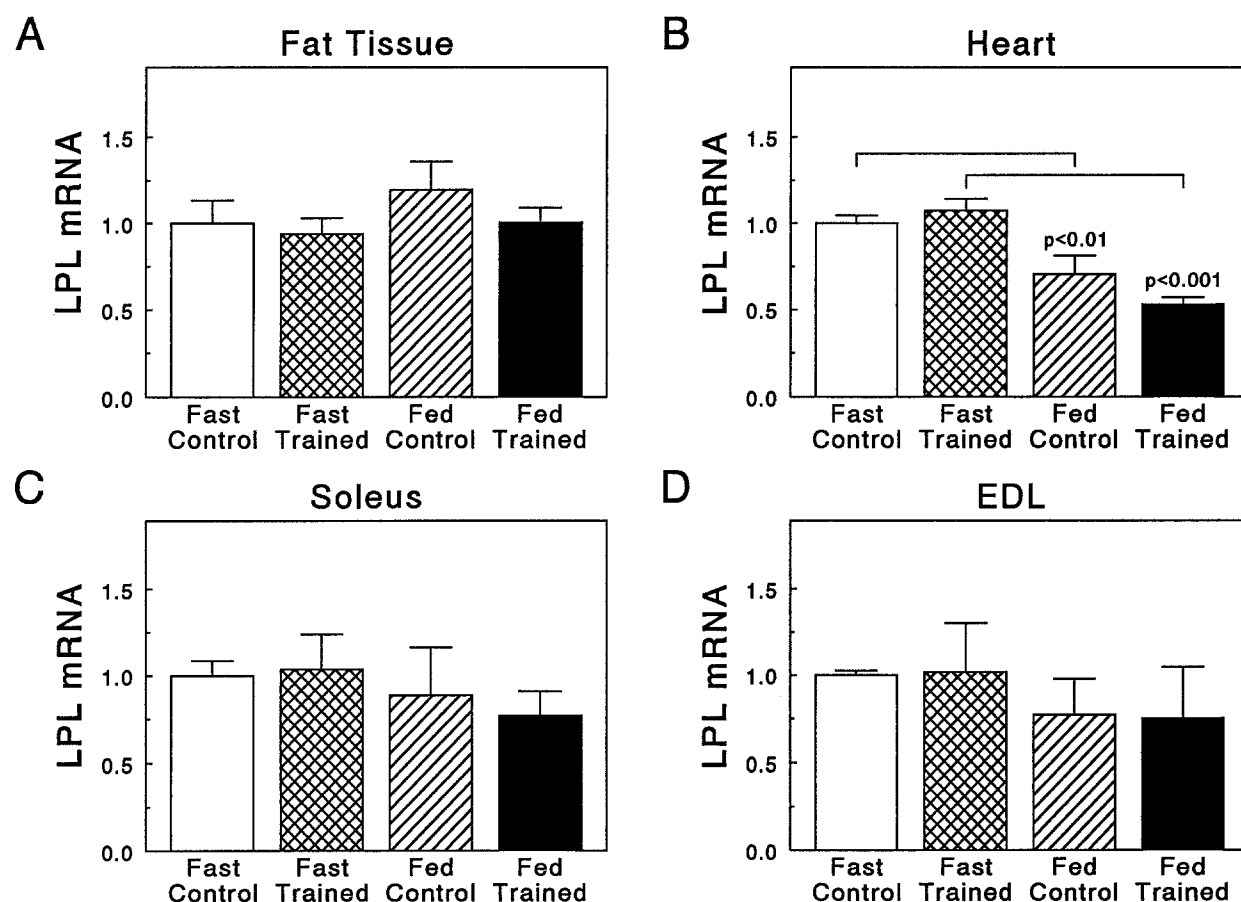 A
Fat Tissue
LPL mRNA
1.5
1.0
0.5
0.0
Fast
Control
Fast
Trained
Fed
Control
Fed
Trained
B
Heart
LPL mRNA
1.5
1.0
0.5
0.0
p<0.01
p<0.001
Fast
Control
Fast
Trained
Fed
Control
Fed
Trained
C
Soleus
LPL mRNA
1.5
1.0
0.5
0.0
Fast
Control
Fast
Trained
Fed
Control
Fed
Trained
D
EDL
LPL mRNA
1.5
1.0
0.5
0.0
Fast
Control
Fast
Trained
Fed
Control
Fed
Trained